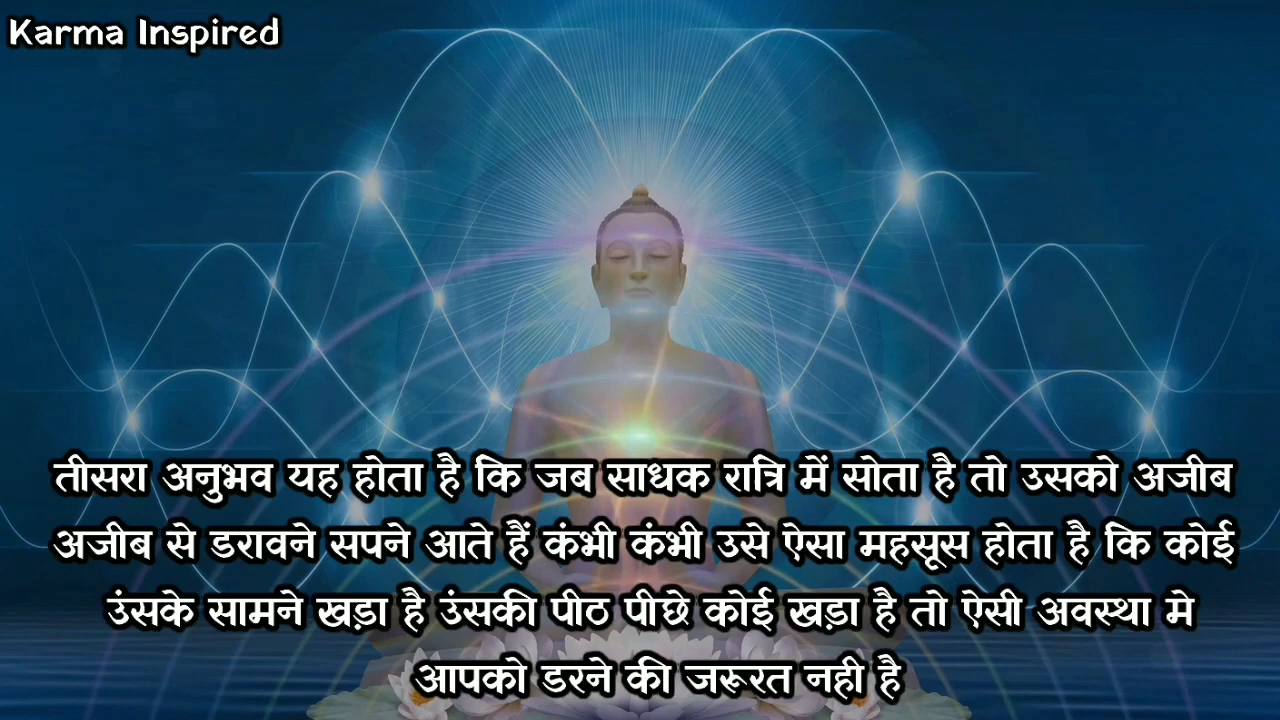 Karma Inspired
तीसरा अनुभव यह होता है कि जब साधक रात्रि में सोता है तो उसको अजीब
अजीब से डरावने सपने आते हैं कंभी कंभी उसे ऐसा महसूस होता है कि कोई
उंसके सामने खड़ा है उंसकी पीठ पीछे कोई खड़ा है तो ऐसी अवस्था मे
आपको डरने की जरूरत नही है